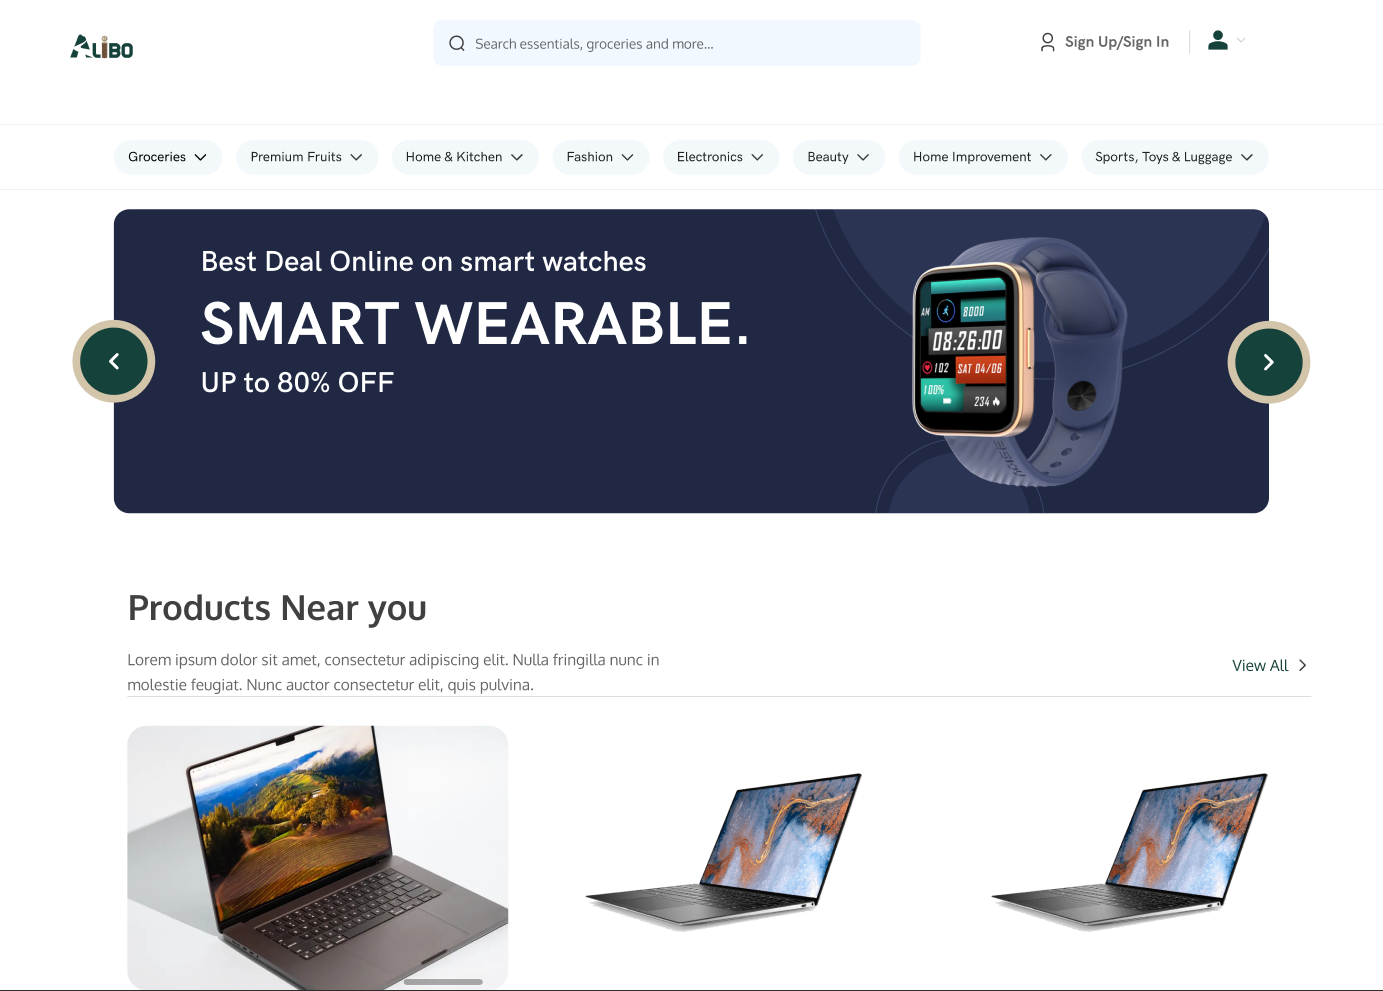 ALiBO
Search essentials, groceries and more...
Sign Up/Sign In
Groceries
Premium Fruits
Home & Kitchen
Fashion
Electronics
Beauty
Home Improvement
Sports, Toys & Luggage
Best Deal Online on smart watches
SMART WEARABLE.
UP to 80% OFF
AM
8000
08:26:00
102
SAT 04/06
100%
234
Products Near you
Lorem ipsum dolor sit amet, consectetur adipiscing elit. Nulla fringilla nunc in
molestie feugiat. Nunc auctor consectetur elit, quis pulvina.
View All